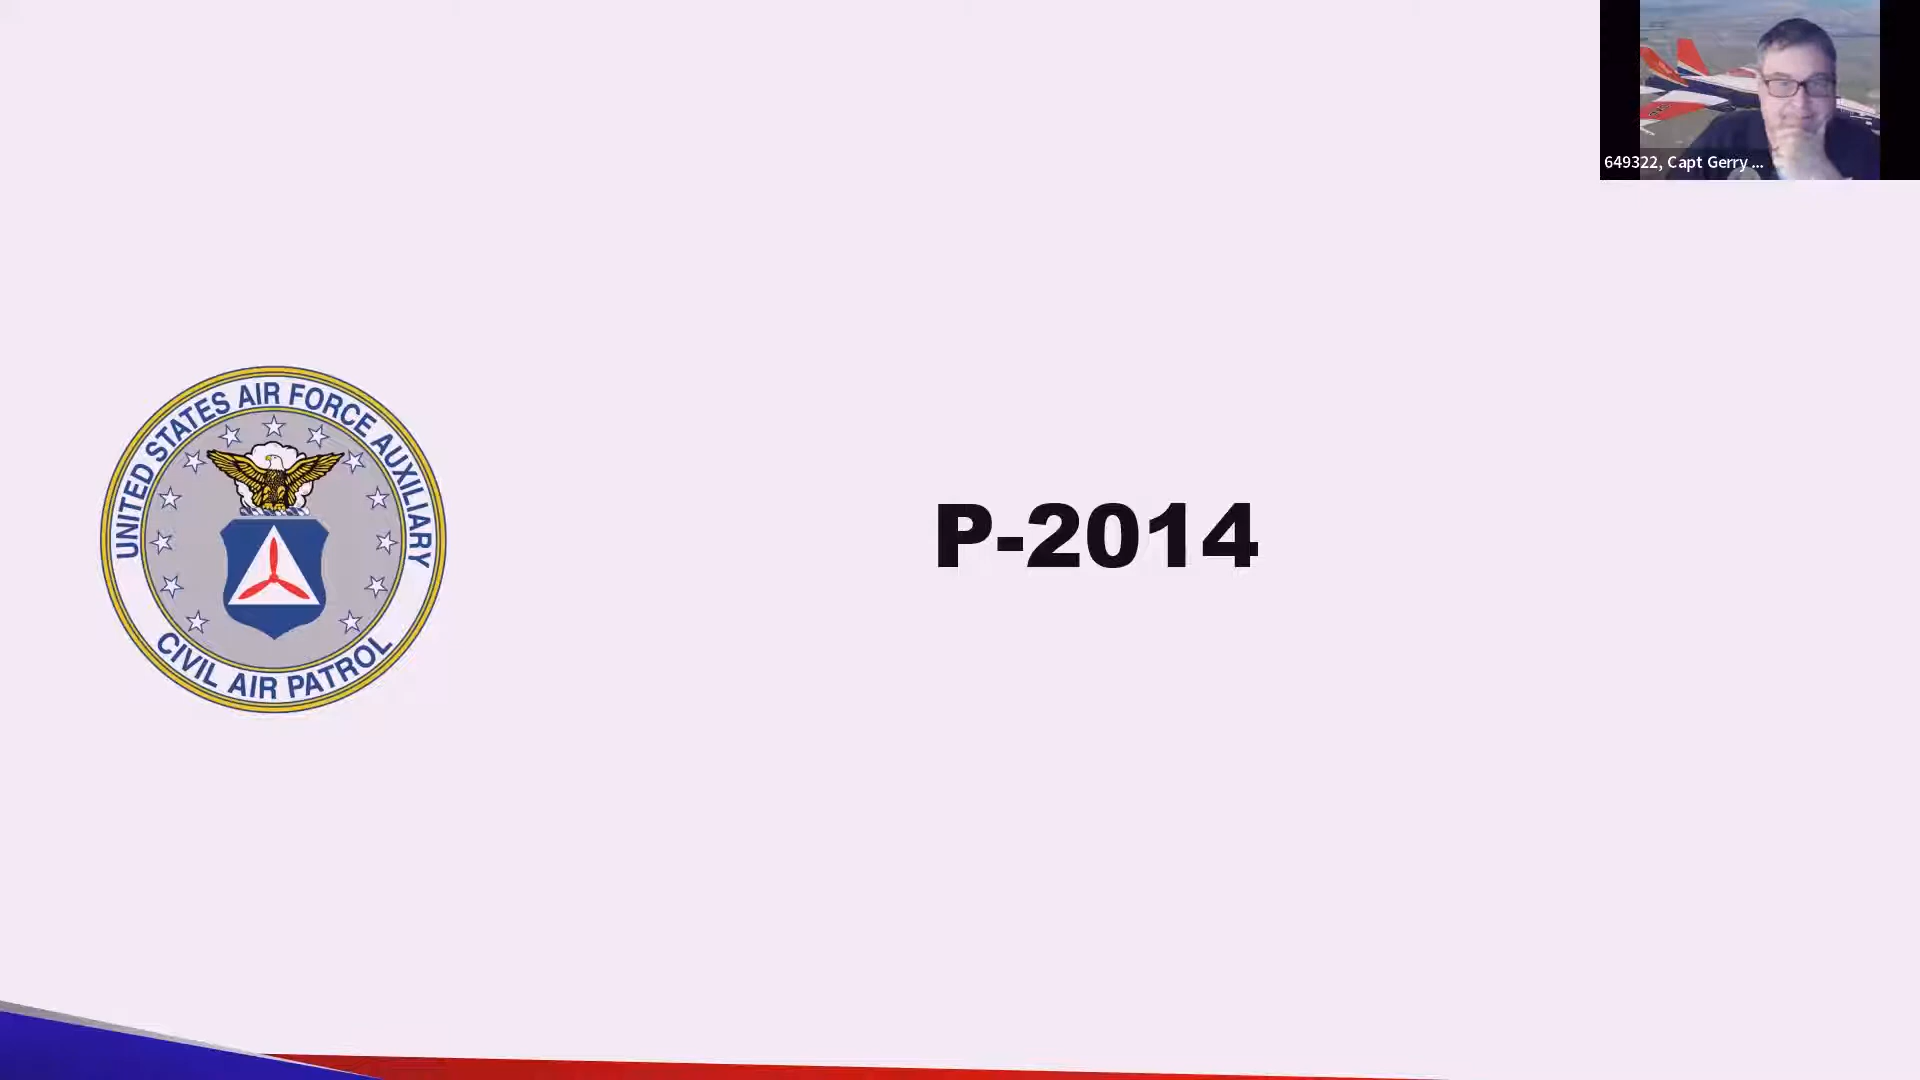 649322, Capt Gerry ...
UNITED STATES AIR FORCE AUXILIARY
P-2014
CIVIL AIR PATROL